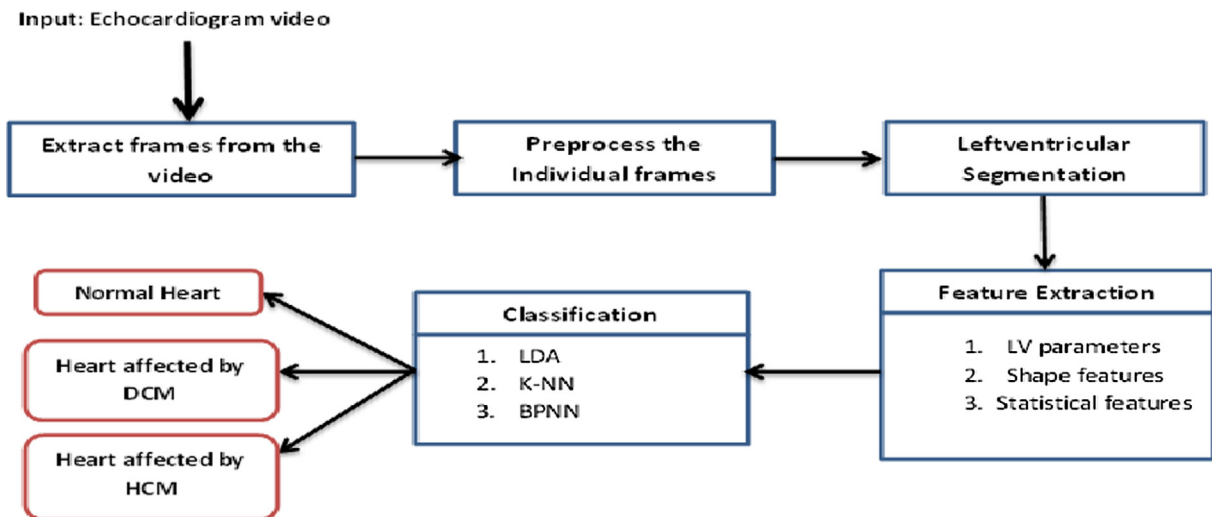 Input: Echocardiogram video
Extract frames from the
video
Preprocess the
Individual frames
Leftventricular
Segmentation
Feature Extraction
1. LV parameters
2. Shape features
3. Statistical features
Classification
1. LDA
2. K-NN
3. BPNN
Normal Heart
Heart affected by
DCM
Heart affected by
HCM